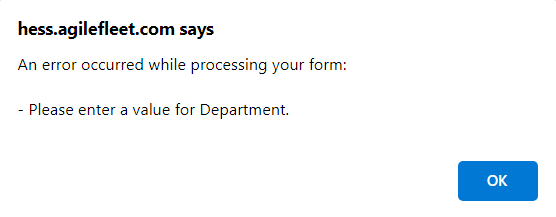 hess.agilefleet.com says
An error occurred while processing your form:
- Please enter a value for Department.
OK